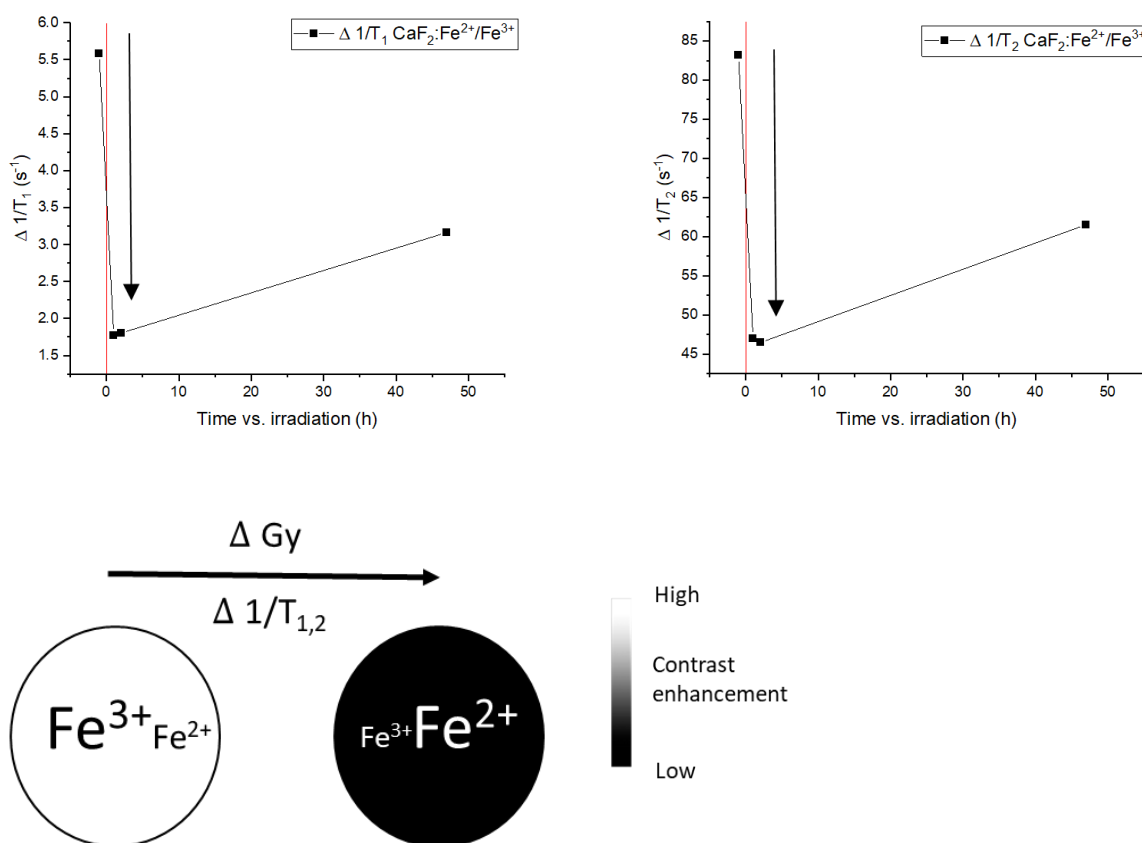 Δ 1/T₁ CaF₂:Fe²⁺/Fe³⁺
6.0
5.5
5.0
4.5
4.0
3.5
3.0
2.5
2.0
1.5
Δ 1/T₁ (s⁻¹)
0 10 20 30 40 50
Time vs. irradiation (h)
Δ 1/T₂ CaF₂:Fe²⁺/Fe³⁺
85
80
75
70
65
60
55
50
45
Δ 1/T₂ (s⁻¹)
0 10 20 30 40 50
Time vs. irradiation (h)
Δ Gy
Δ 1/T₁,₂
Fe³⁺ Fe²⁺
Fe³⁺ Fe²⁺
High
Contrast
enhancement
Low